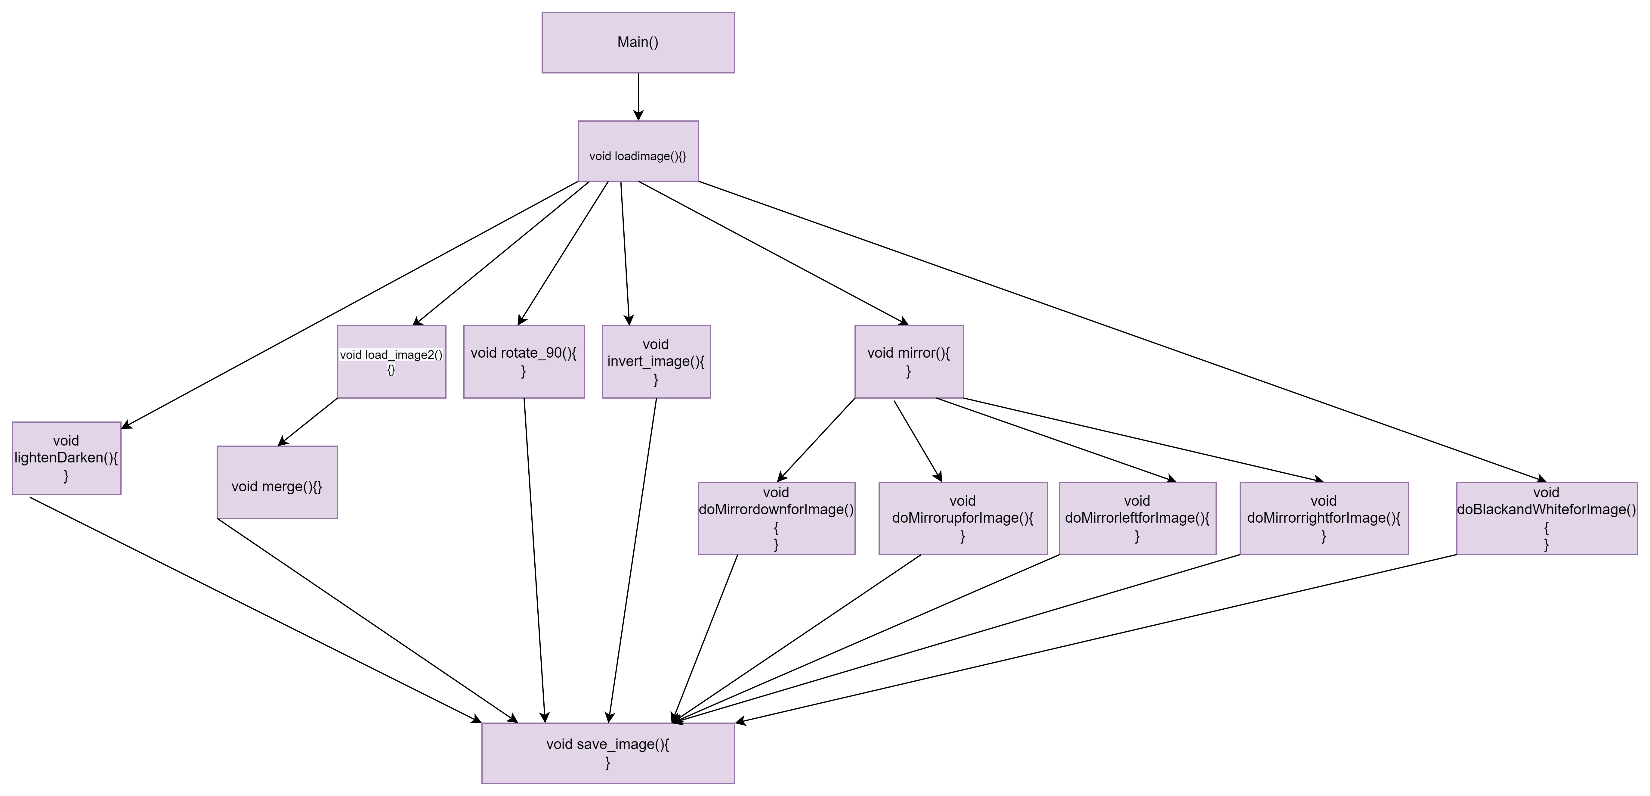 Main()
void loadimage(){}
void load_image2()
{}
void rotate_90(){
}
void
invert_image(){
}
void mirror(){
}
void
lightenDarken(){
}
void merge(){}
void
doMirrordownforImage()
{
}
void
doMirrorupforImage(){
}
void
doMirrorleftforImage(){
}
void
doMirrorrightforImage(){
}
void
doBlackandWhiteforImage()
{
}
void save_image(){
}